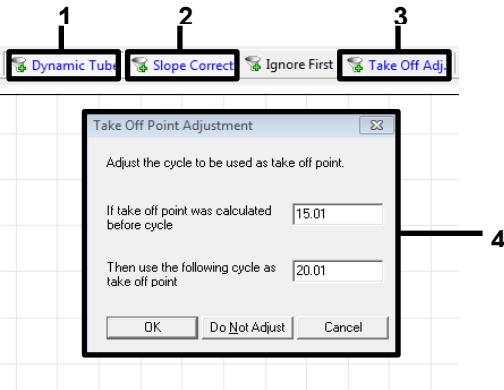 1 2 3
Dynamic Tube Slope Correct Ignore First Take Off Adj.
Take Off Point Adjustment
Adjust the cycle to be used as take off point.
If take off point was calculated
before cycle
15.01
4
Then use the following cycle as
take off point
20.01
OK Do Not Adjust Cancel